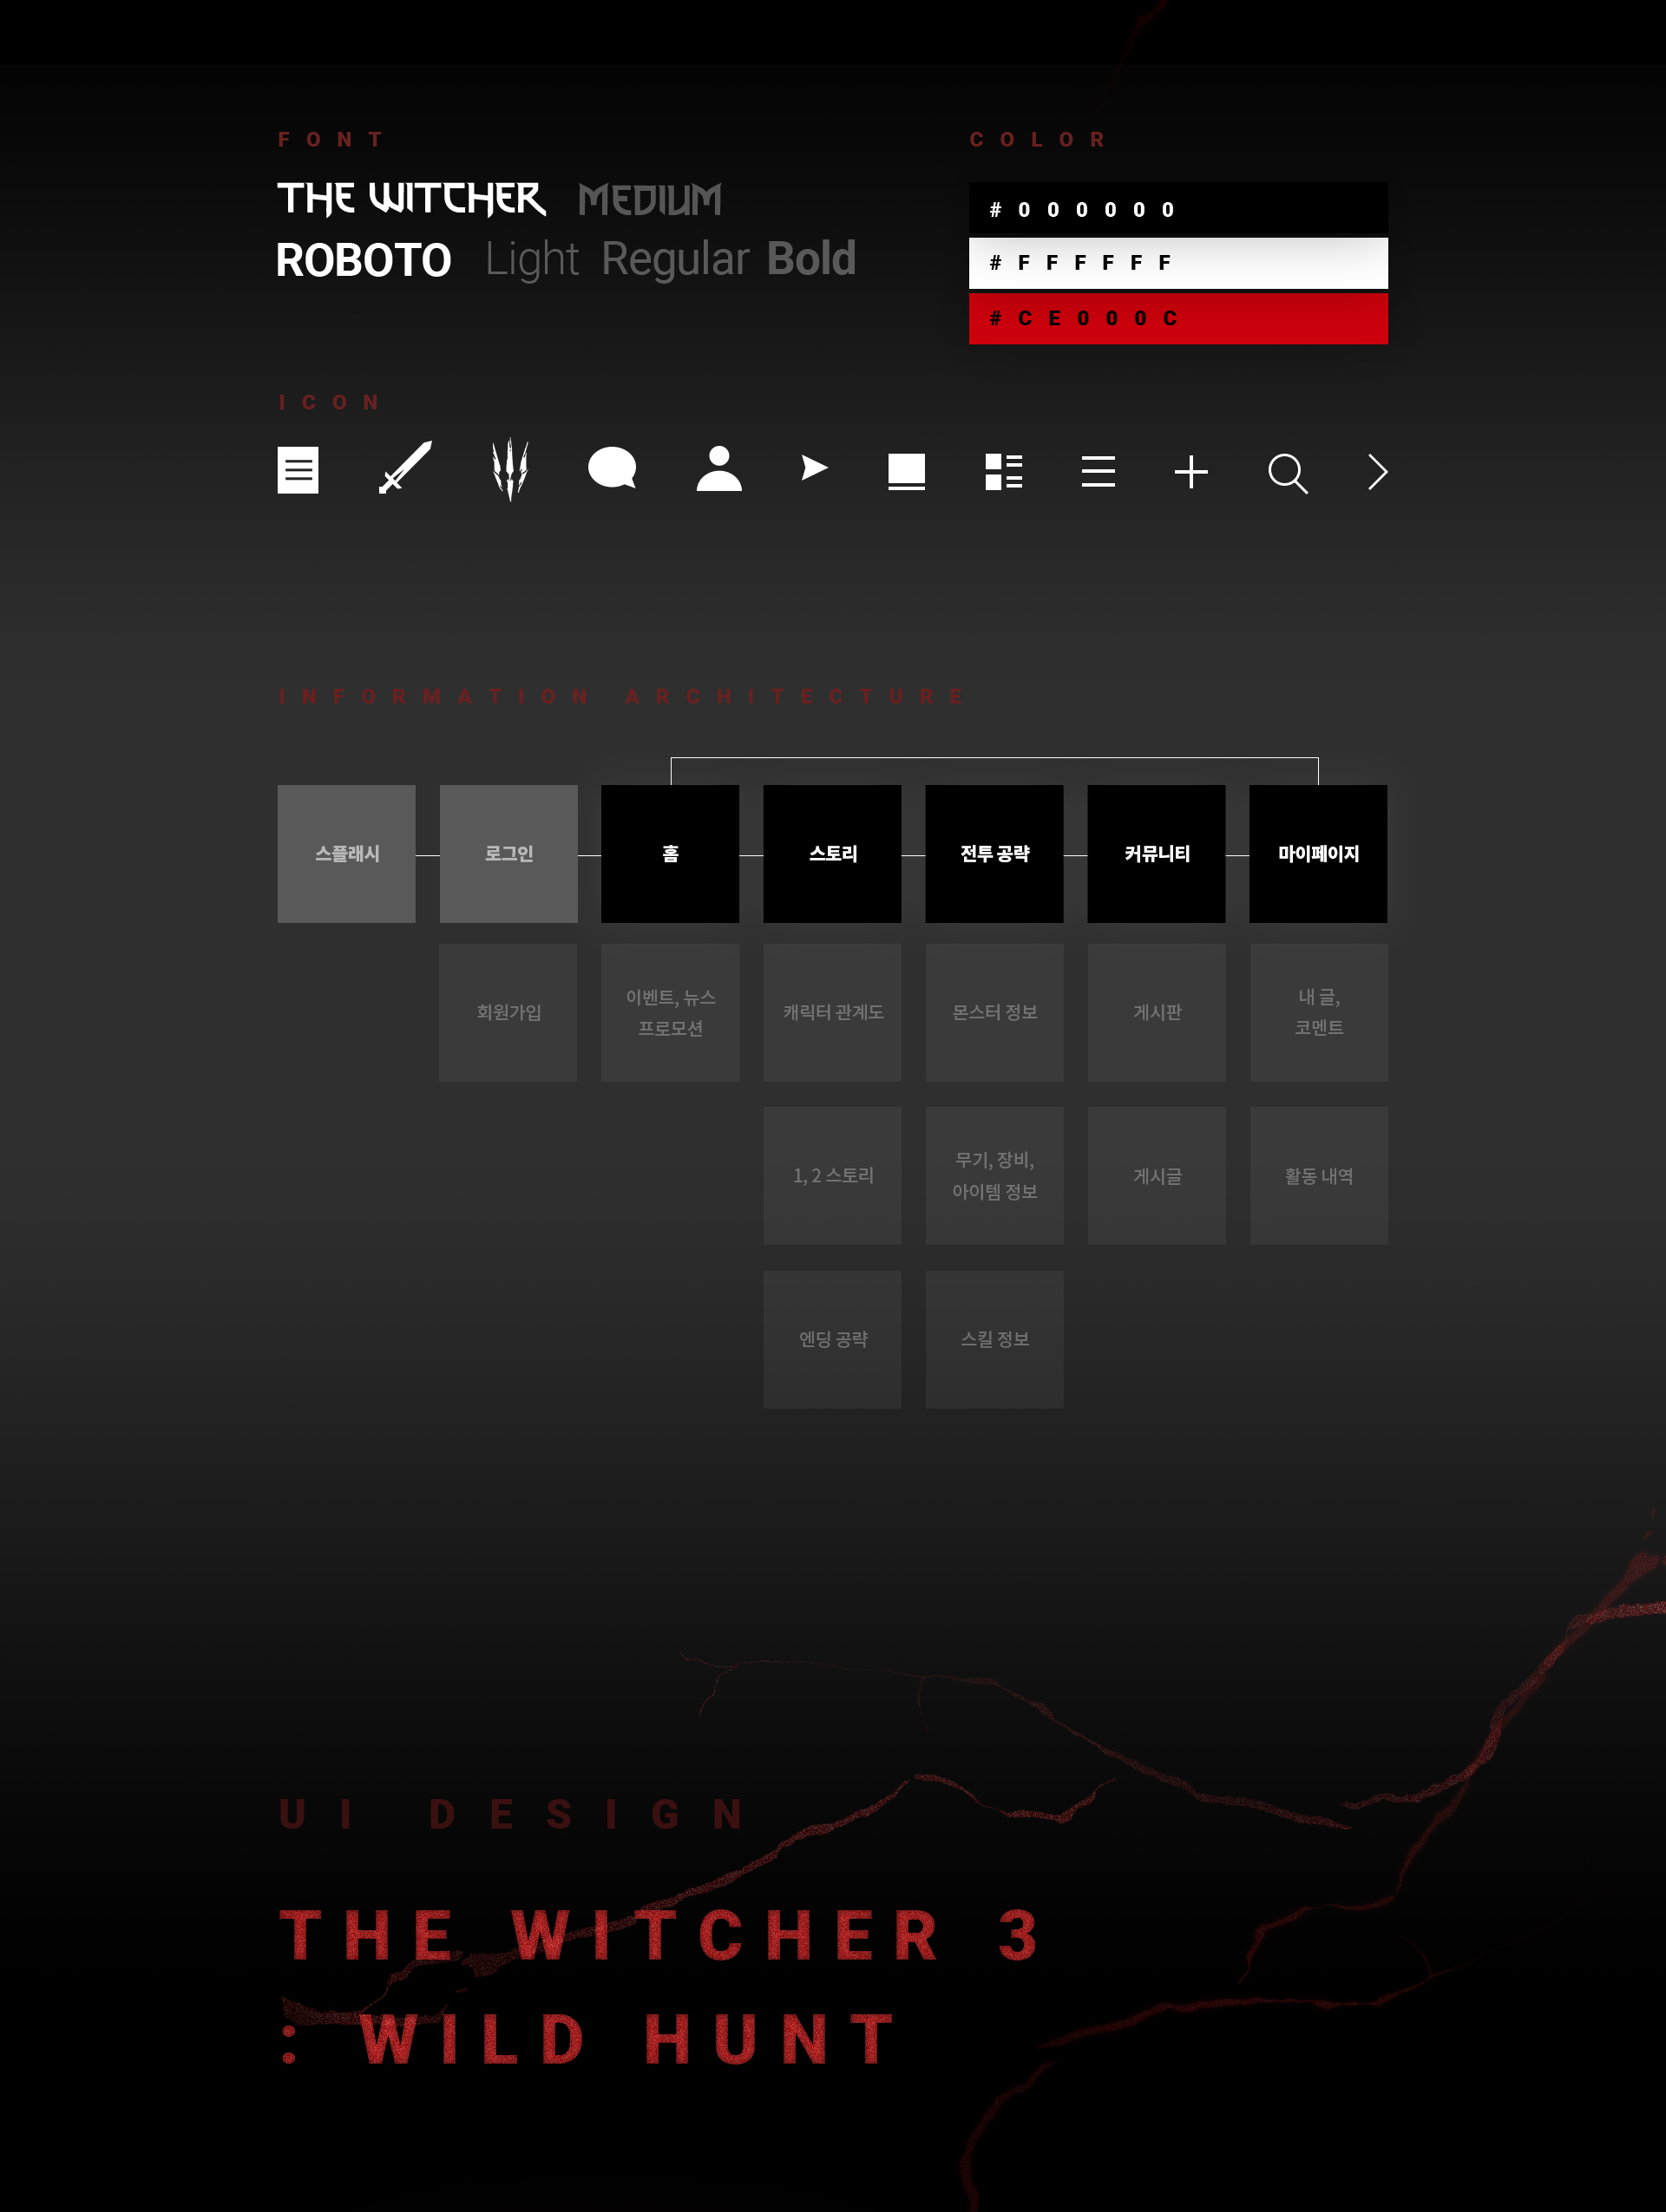 FONT
THE WITCHER MEDIUM
ROBOTO Light Regular Bold
COLOR
#000000
#FFFFFF
#CE000C
ICON
INFORMATION ARCHITECTURE
스플래시 로그인 홈 스토리 전투 공략 커뮤니티 마이페이지
회원가입
이벤트, 뉴스
프로모션
캐릭터 관계도
몬스터 정보
게시판
내 글,
코멘트
1, 2 스토리
무기, 장비,
아이템 정보
게시글
활동 내역
엔딩 공략
스킬 정보
UI DESIGN
THE WITCHER 3
: WILD HUNT